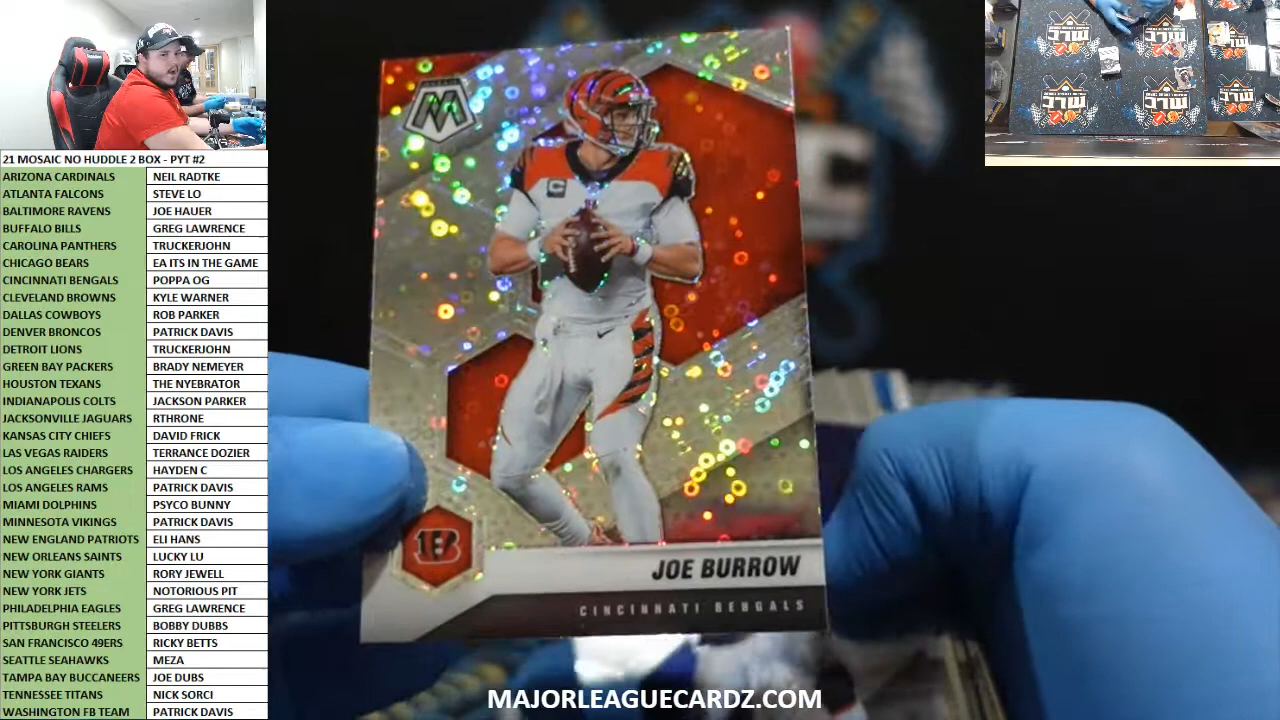 21 MOSAIC NO HUDDLE 2 BOX - PYT #2
ARIZONA CARDINALS NEIL RADTKE
ATLANTA FALCONS STEVE LO
BALTIMORE RAVENS JOE HAUER
BUFFALO BILLS GREG LAWRENCE
CAROLINA PANTHERS TRUCKERJOHN
CHICAGO BEARS EA ITS IN THE GAME
CINCINNATI BENGALS POPPA OG
CLEVELAND BROWNS KYLE WARNER
DALLAS COWBOYS ROB PARKER
DENVER BRONCOS PATRICK DAVIS
DETROIT LIONS TRUCKERJOHN
GREEN BAY PACKERS BRADY NEMEYER
HOUSTON TEXANS THE NYEBRATOR
INDIANAPOLIS COLTS JACKSON PARKER
JACKSONVILLE JAGUARS RTHRONE
KANSAS CITY CHIEFS DAVID FRICK
LAS VEGAS RAIDERS TERRANCE DOZIER
LOS ANGELES CHARGERS HAYDEN C
LOS ANGELES RAMS PATRICK DAVIS
MIAMI DOLPHINS PSYCO BUNNY
MINNESOTA VIKINGS PATRICK DAVIS
NEW ENGLAND PATRIOTS ELI HANS
NEW ORLEANS SAINTS LUCKY LU
NEW YORK GIANTS RORY JEWELL
NEW YORK JETS NOTORIOUS PIT
PHILADELPHIA EAGLES GREG LAWRENCE
PITTSBURGH STEELERS BOBBY DUBBS
SAN FRANCISCO 49ERS RICKY BETTS
SEATTLE SEAHAWKS MEZA
TAMPA BAY BUCCANEERS JOE DUBS
TENNESSEE TITANS NICK SORCI
WASHINGTON FB TEAM PATRICK DAVIS
M
C
B
JOE BURROW
CINCINNATI BENGALS
MAJORLEAGUECARDZ.COM